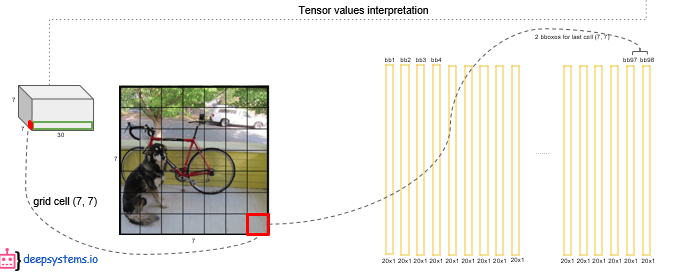 Tensor values interpretation
2 bboxes for last cell (7, 7)
bb1 bb2 bb3 bb4 bb97 bb98
7
7
30
7
7
grid cell (7, 7)
........
20x1 20x1 20x1 20x1 20x1 20x1 20x1 20x1 20x1 20x1 20x1 20x1 20x1 20x1 20x1
deepsystems.io